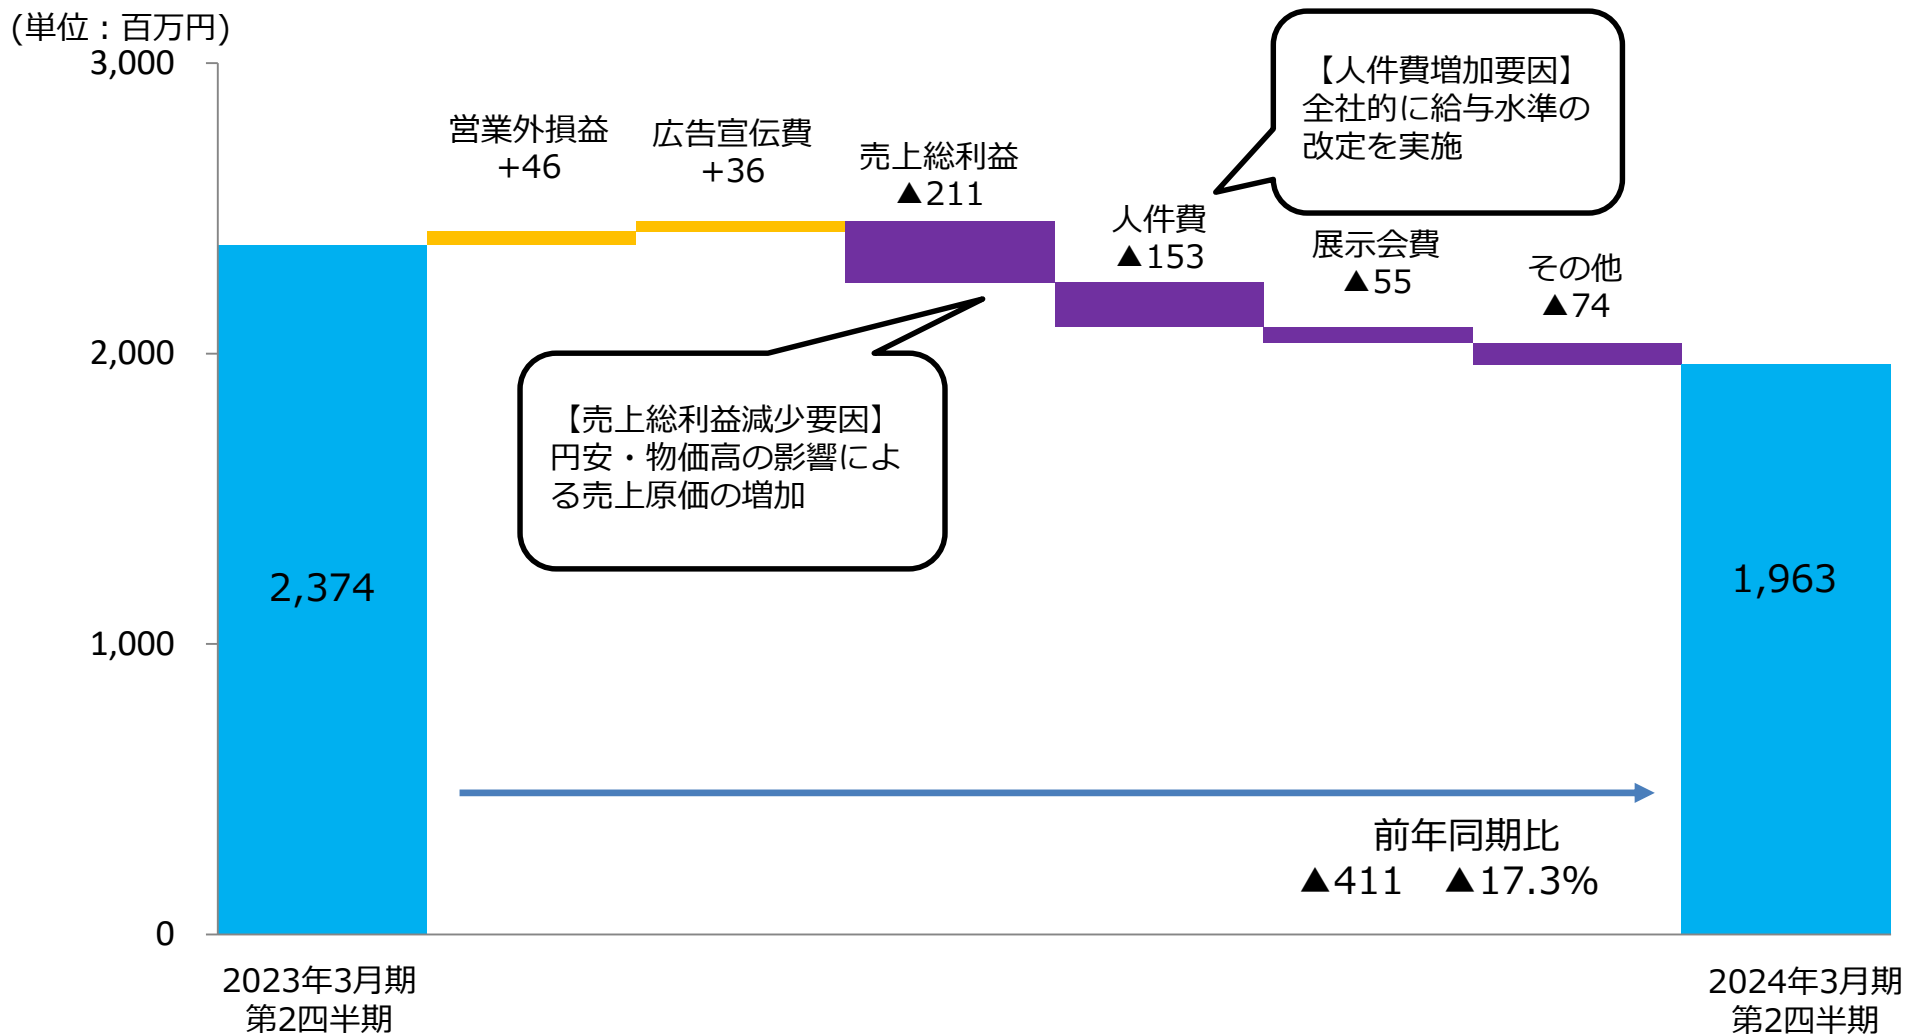 (単位：百万円)
3,000
2,000
1,000
0
営業外損益
+46
広告宣伝費
+36
売上総利益
▲211
人件費
▲153
展示会費
▲55
その他
▲74
【人件費増加要因】
全社的に給与水準の
改定を実施
【売上総利益減少要因】
円安・物価高の影響によ
る売上原価の増加
2,374
1,963
前年同期比
▲411 ▲17.3%
2023年3月期
第2四半期
2024年3月期
第2四半期